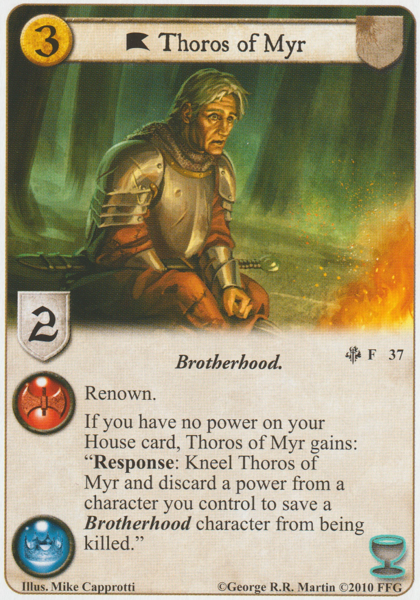 3
Thoros of Myr
2
Brotherhood.
F 37
Renown.
If you have no power on your
House card, Thoros of Myr gains:
“Response: Kneel Thoros of
Myr and discard a power from a
character you control to save a
Brotherhood character from being
killed.”
Illus. Mike Capprotti
©George R.R. Martin ©2010 FFG